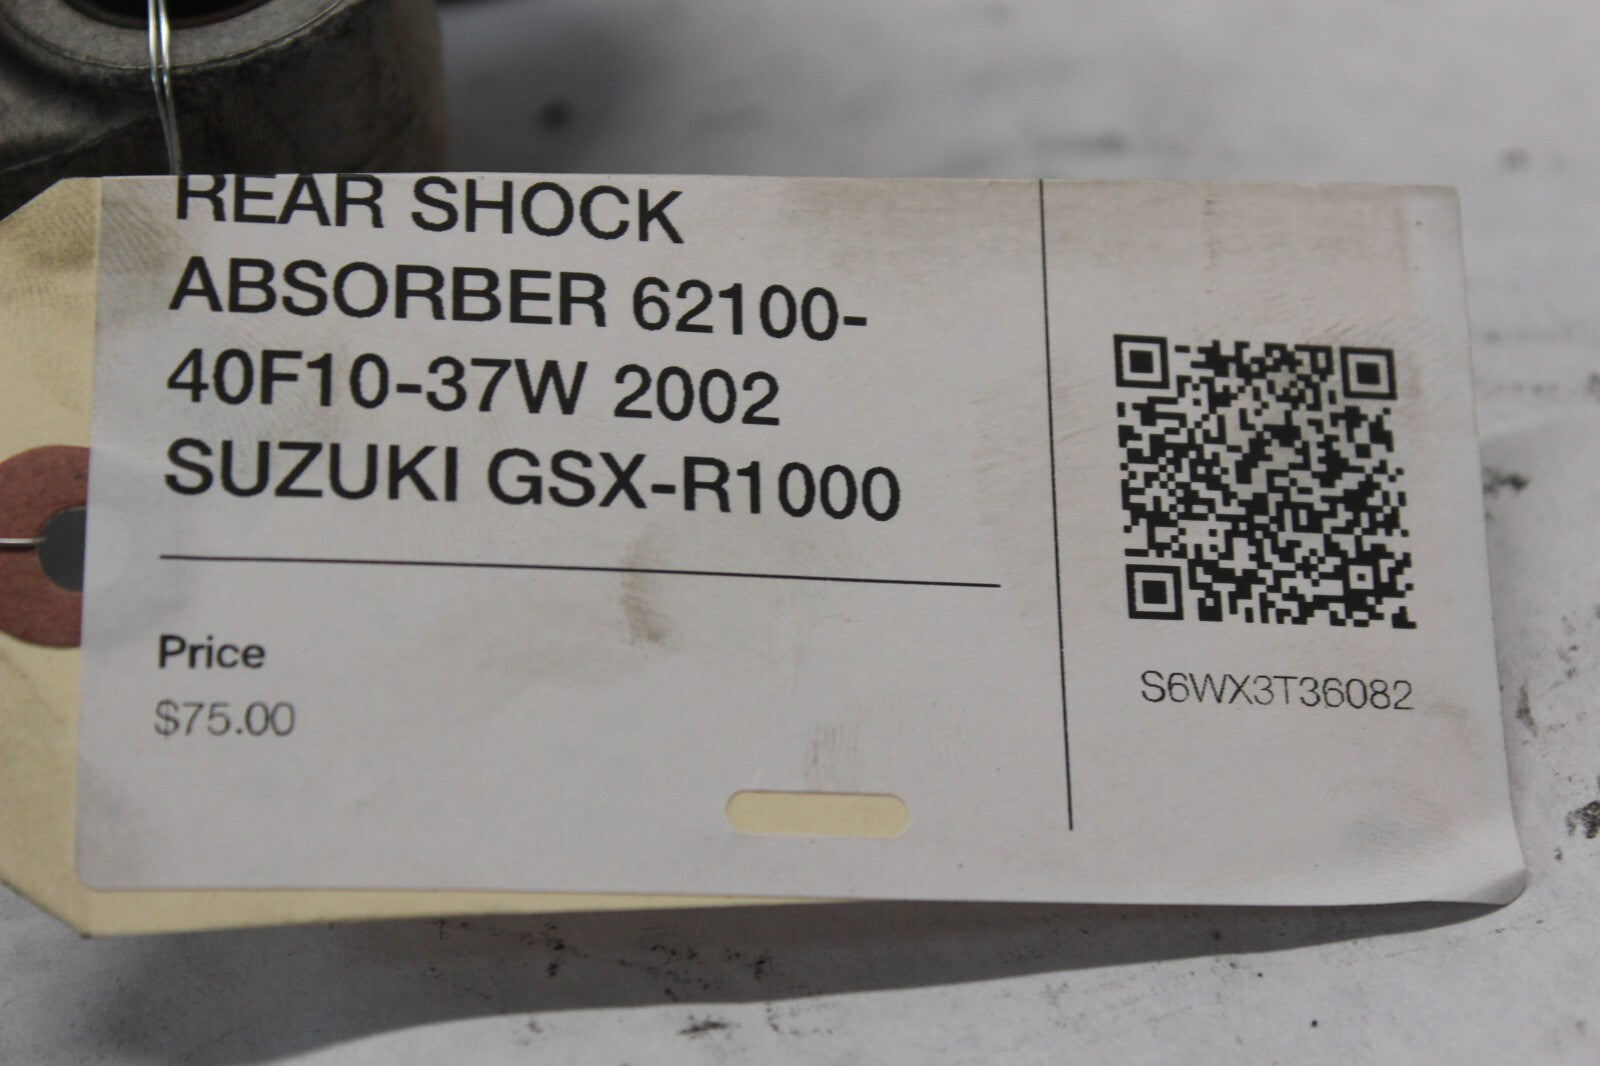 REAR SHOCK
ABSORBER 62100-
40F10-37W 2002
SUZUKI GSX-R1000
Price
$75.00
S6WX3T36082